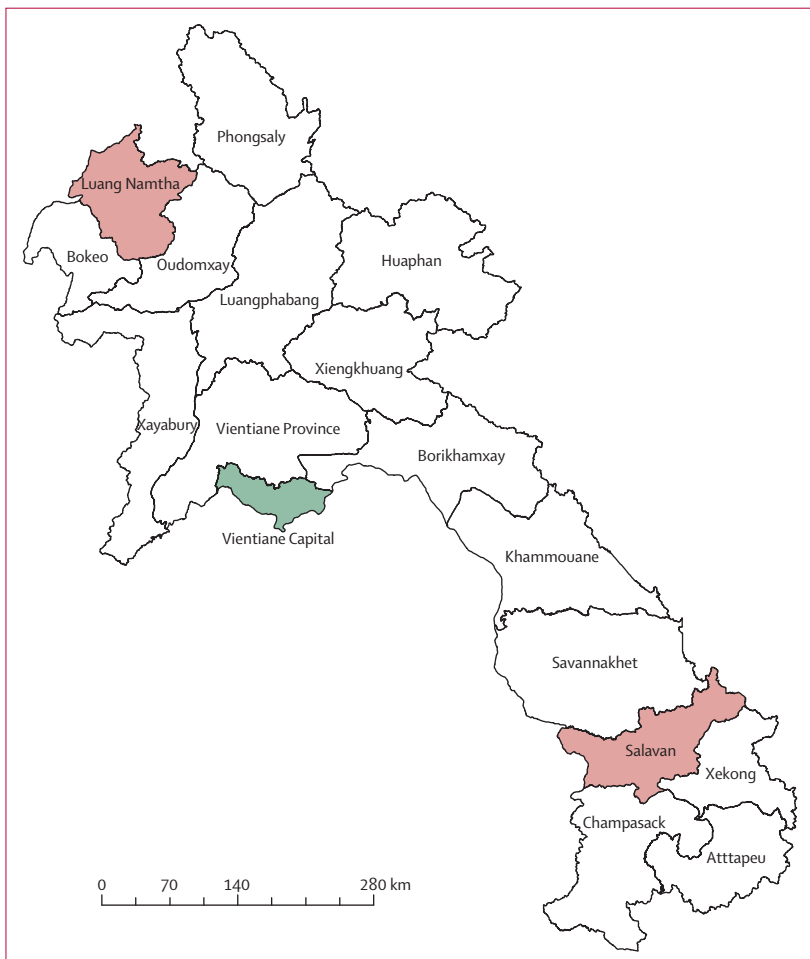 Phongsaly
Luang Namtha
Bokeo
Oudomxay
Huaphan
Luangphabang
Xiengkhuang
Xayabury
Vientiane Province
Borikhamxay
Vientiane Capital
Khammouane
Savannakhet
Salavan
Xekong
Champasack
Atttapeu
0 70 140 280 km